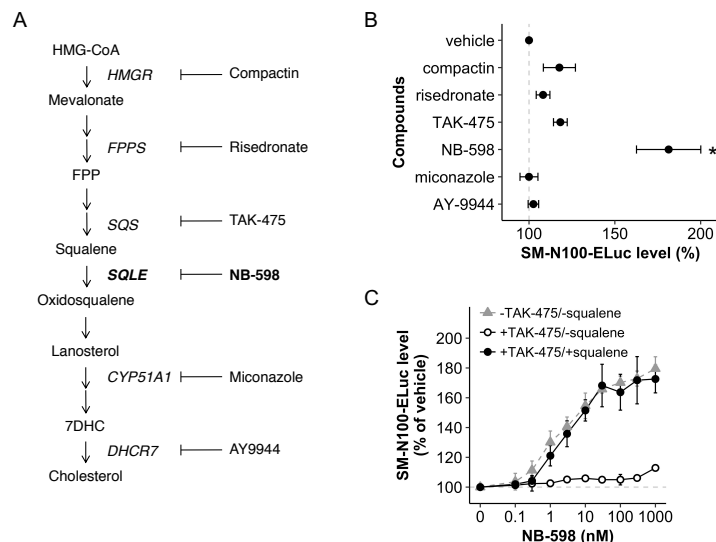 A
HMG-CoA
HMGR
Compactin
Mevalonate
FPPS
Risedronate
FPP
SQS
TAK-475
Squalene
SQLE
NB-598
Oxidosqualene
Lanosterol
CYP51A1
Miconazole
7DHC
DHCR7
AY9944
Cholesterol
B
Compounds
vehicle
compactin
risedronate
TAK-475
NB-598
*
miconazole
AY-9944
100 150 200
SM-N100-ELuc level (%)
C
SM-N100-ELuc level
(% of vehicle)
-TAK-475/-squalene
+TAK-475/-squalene
+TAK-475/+squalene
200
180
160
140
120
100
0 0.1 1 10 100 1000
NB-598 (nM)